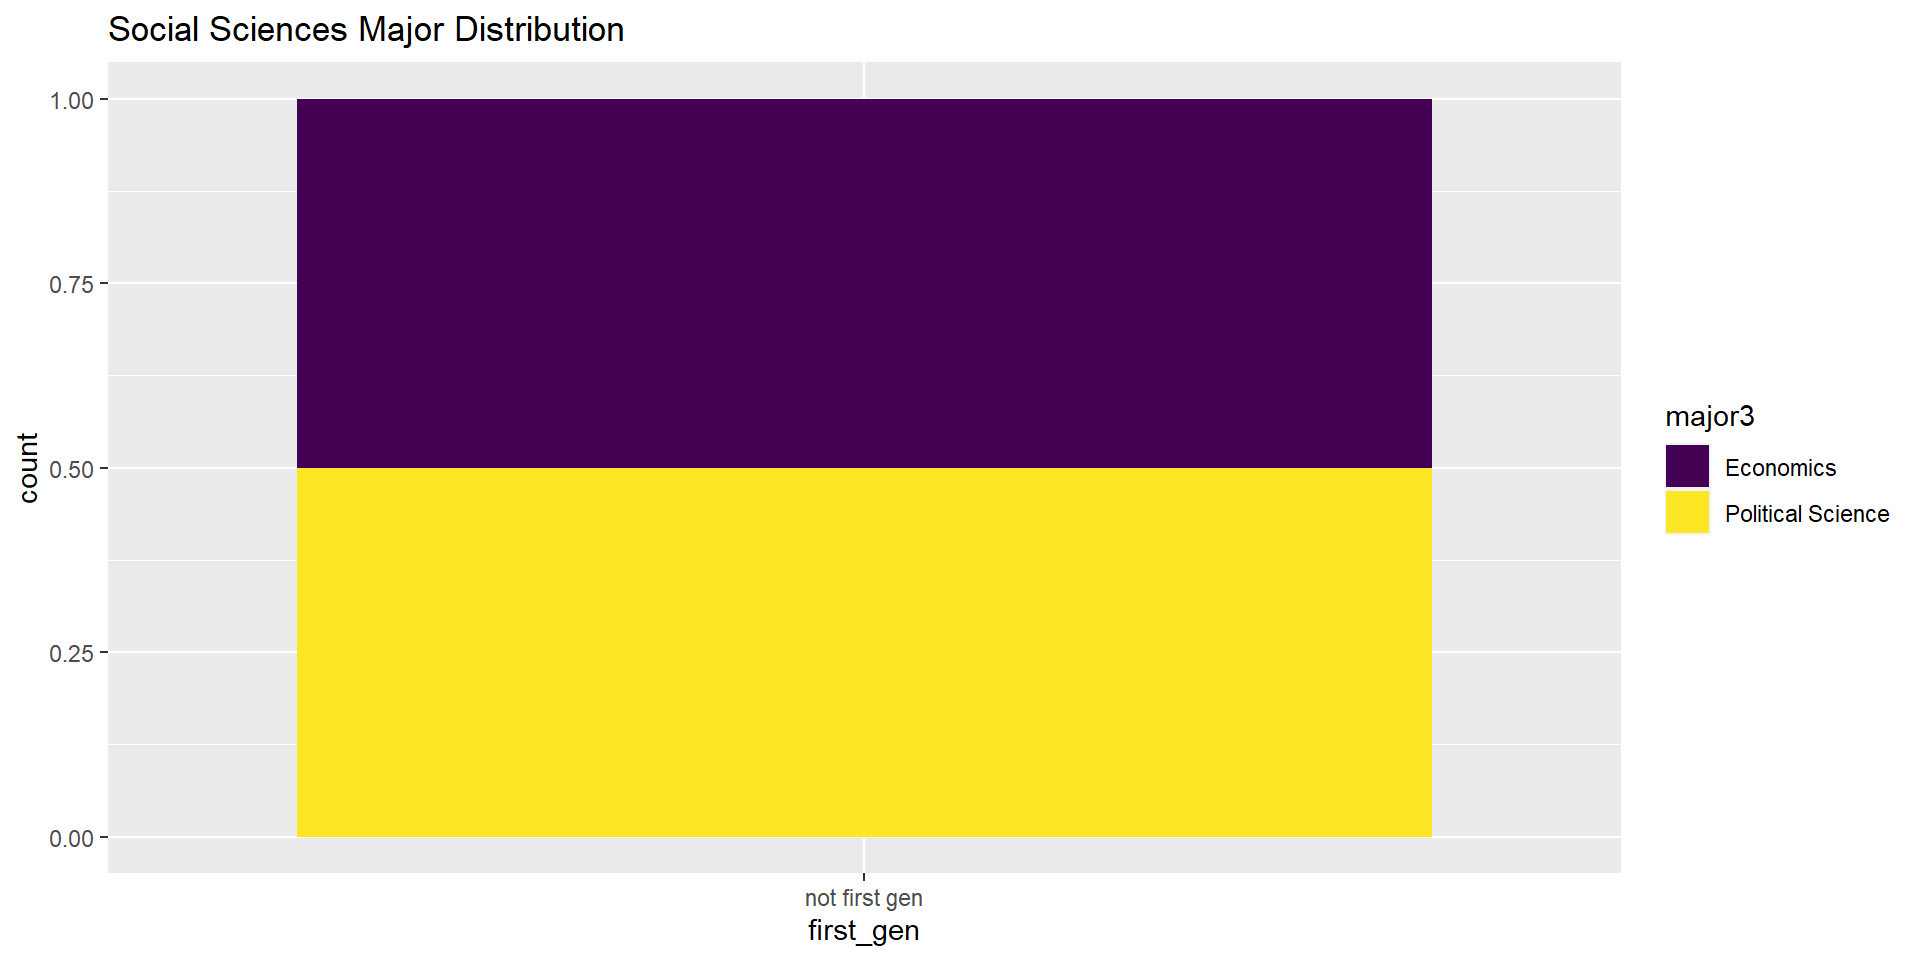 Social Sciences Major Distribution
1.00
0.75
0.50
0.25
0.00
count
not first gen
first_gen
major3
Economics
Political Science